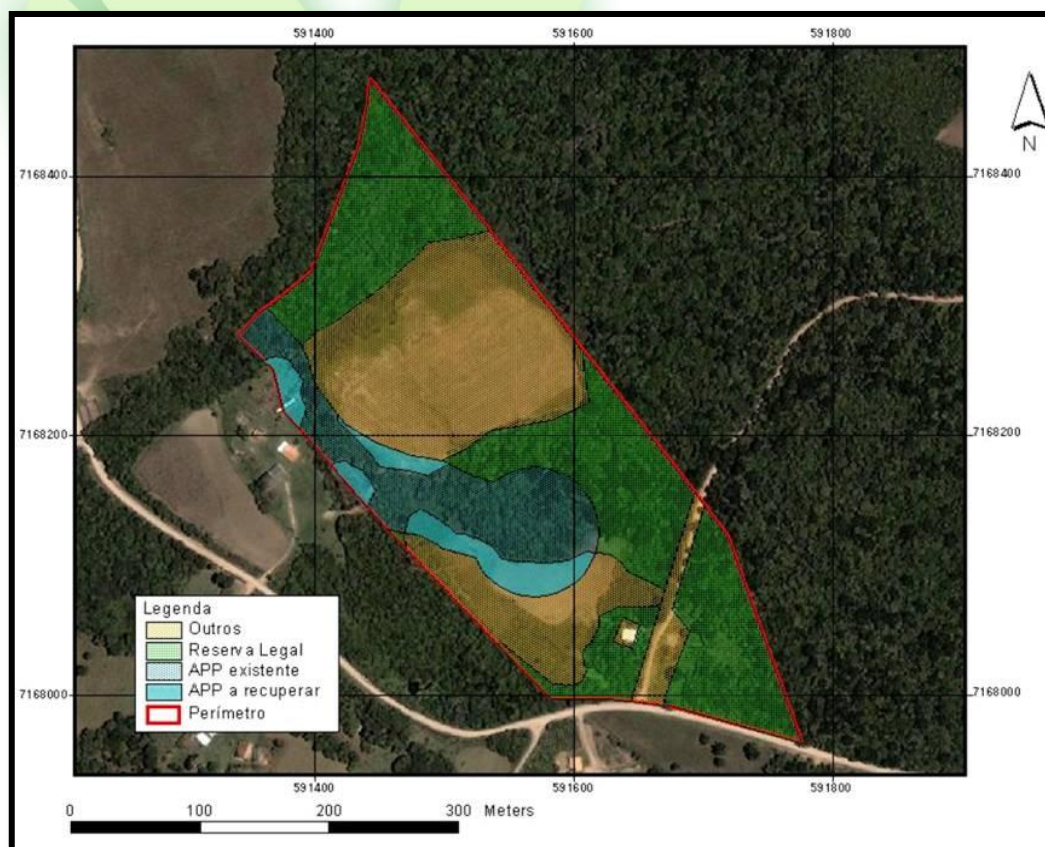 591400 591600 591800
N
7168400 7168400
7168200 7168200
7168000 7168000
Legenda
Outros
Reserva Legal
APP existente
APP a recuperar
Perímetro
591400 591600 591800
0 100 200 300 Meters